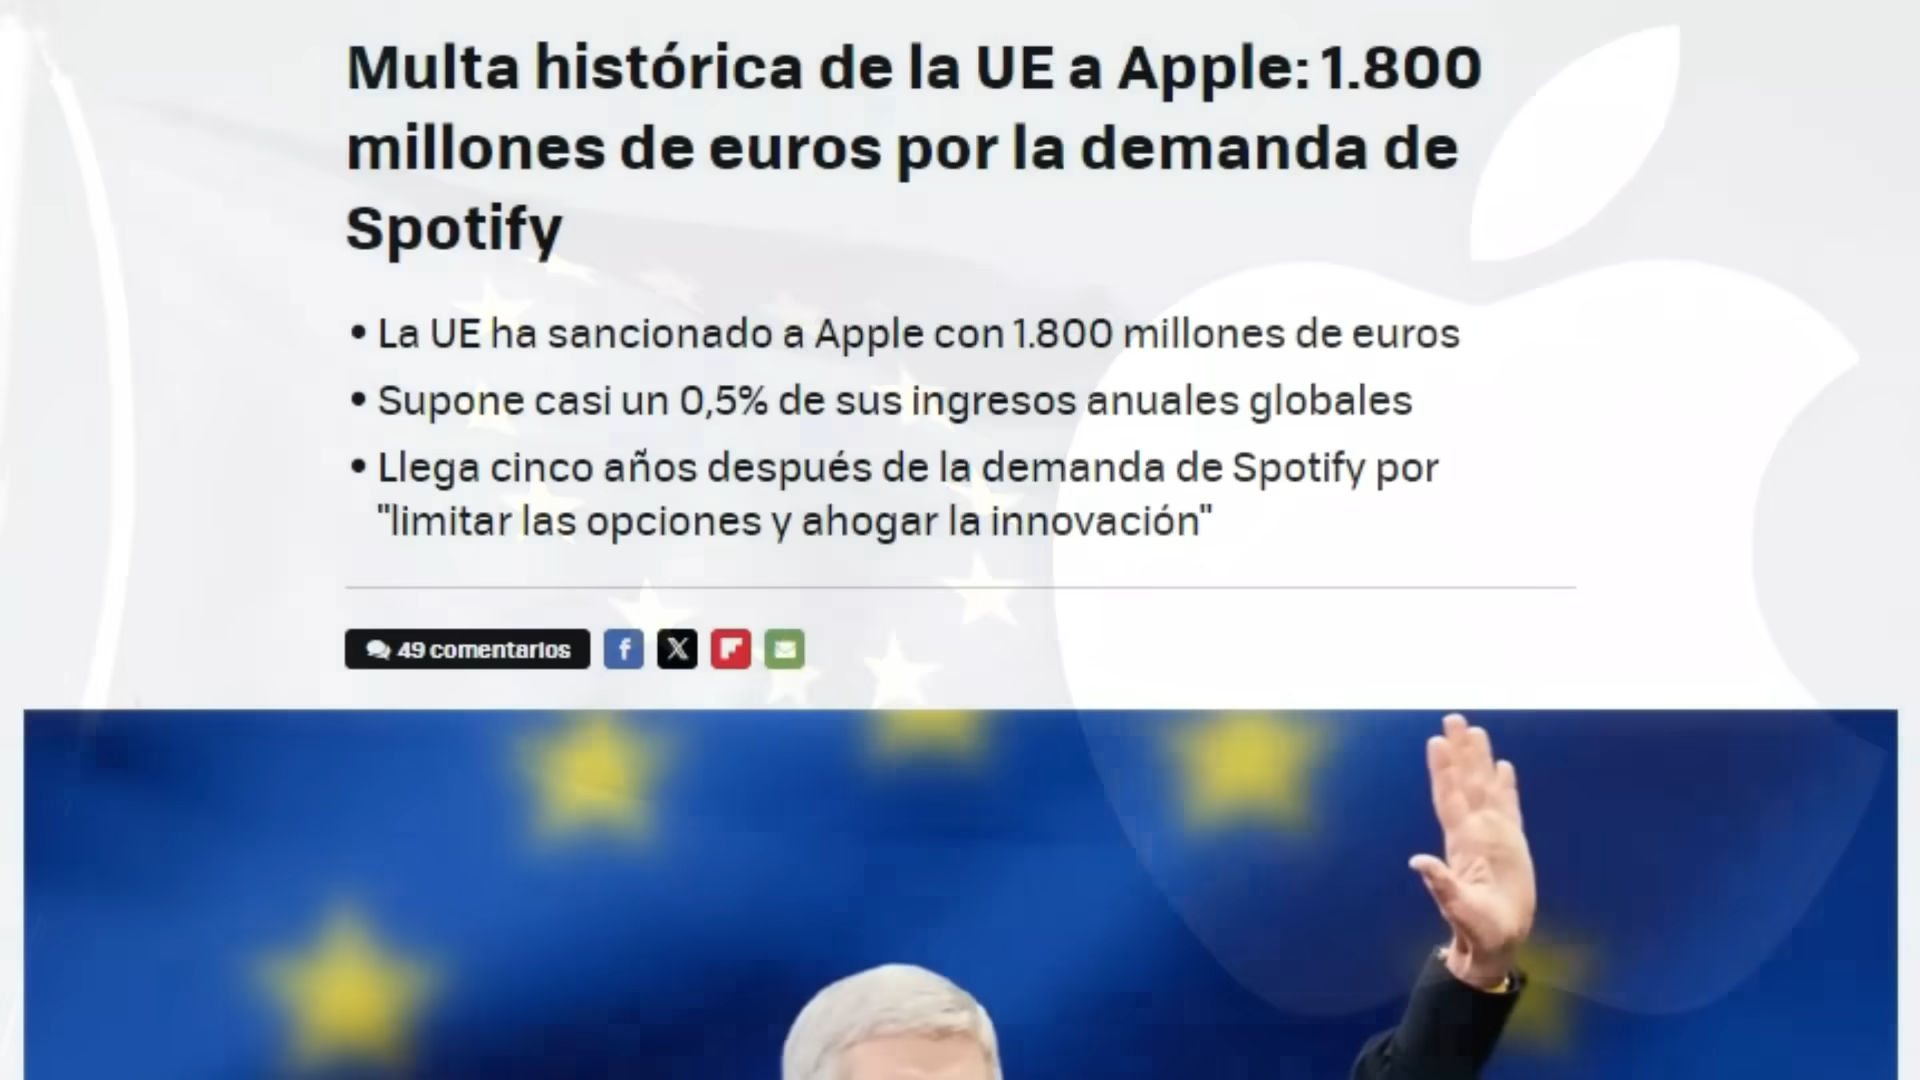 Multa histórica de la UE a Apple: 1.800
millones de euros por la demanda de
Spotify
• La UE ha sancionado a Apple con 1.800 millones de euros
• Supone casi un 0,5% de sus ingresos anuales globales
• Llega cinco años después de la demanda de Spotify por
"limitar las opciones y ahogar la innovación"
49 comentarios